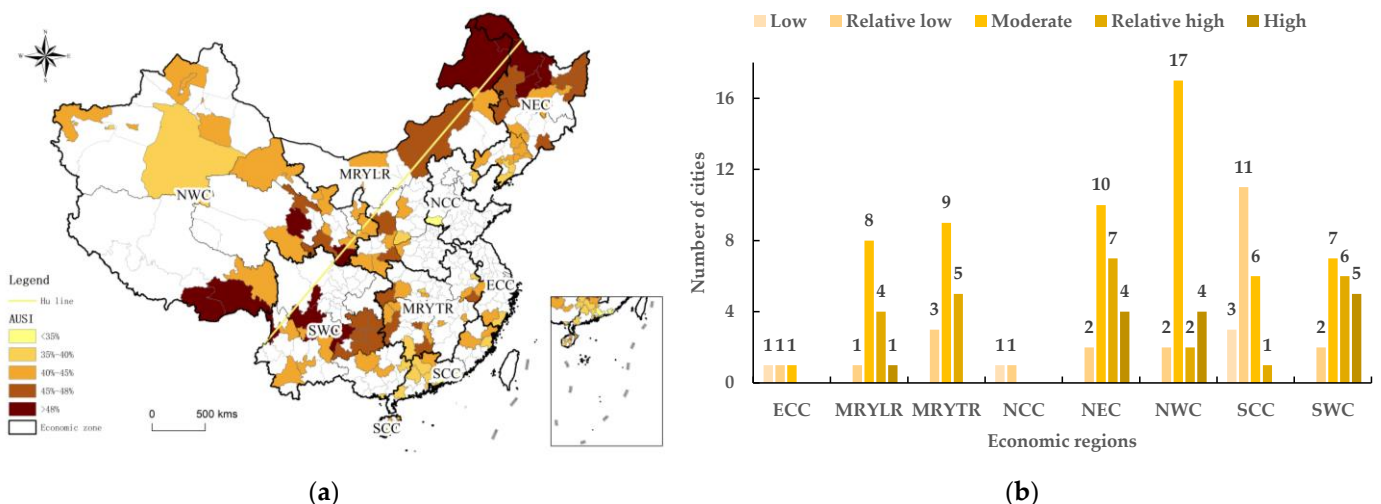 N
W
E
S
NEC
MRYLR
NCC
NWC
ECC
MRYTR
SWC
SCC
SCC
Legend
Hu line
AUSI
<35%
35%-40%
40%-45%
45%-48%
>48%
Economic zone
0 500 kms
(a)
Low Relative low Moderate Relative high High
Number of cities
16
12
8
4
0
1 1 1
1 8 4 1
3 9 5
1 1
2 10 7 4
2 17 2 4
3 11 6 1
2 7 6 5
ECC MRYLR MRYTR NCC NEC NWC SCC SWC
Economic regions
(b)